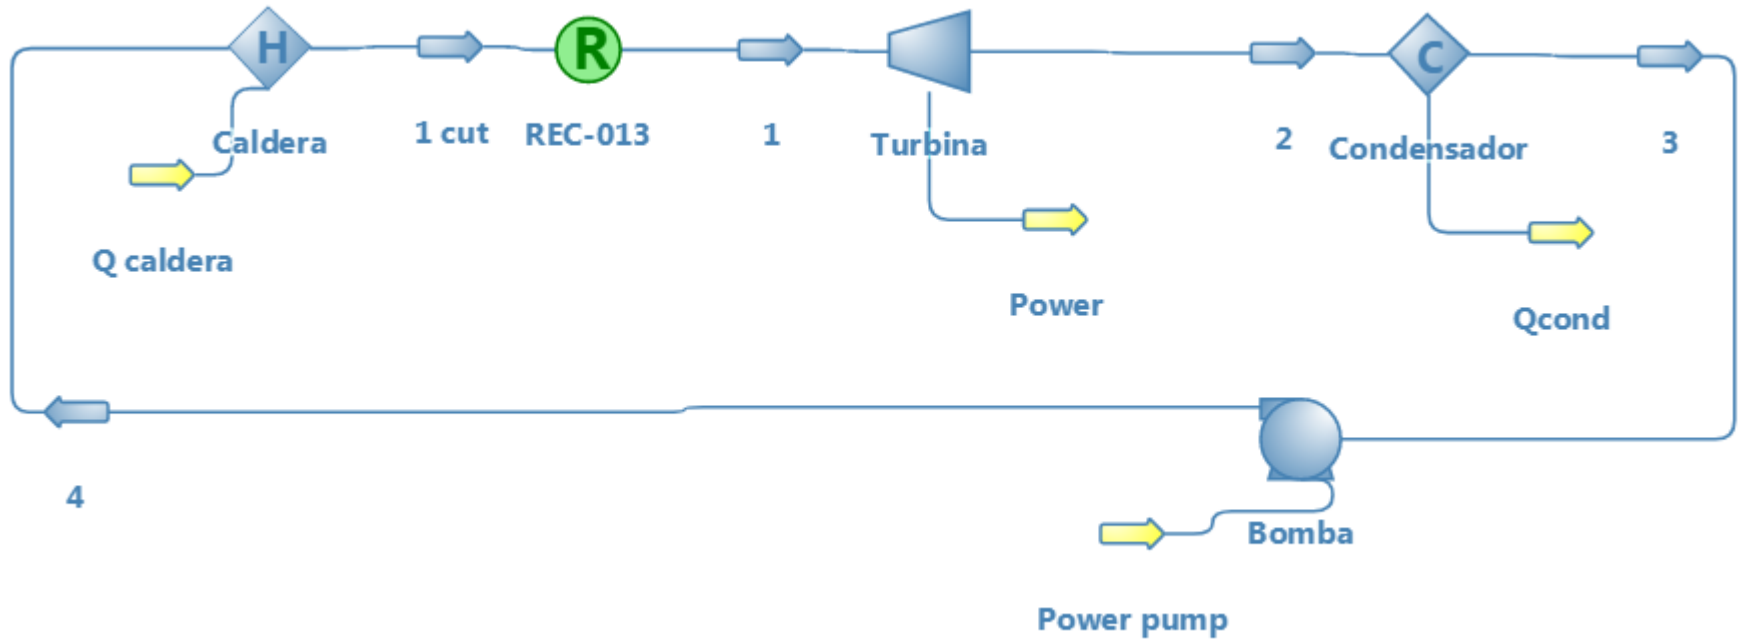 H
R
C
Caldera
1 cut
REC-013
1
Turbina
2
Condensador
3
Q caldera
Power
Qcond
4
Bomba
Power pump